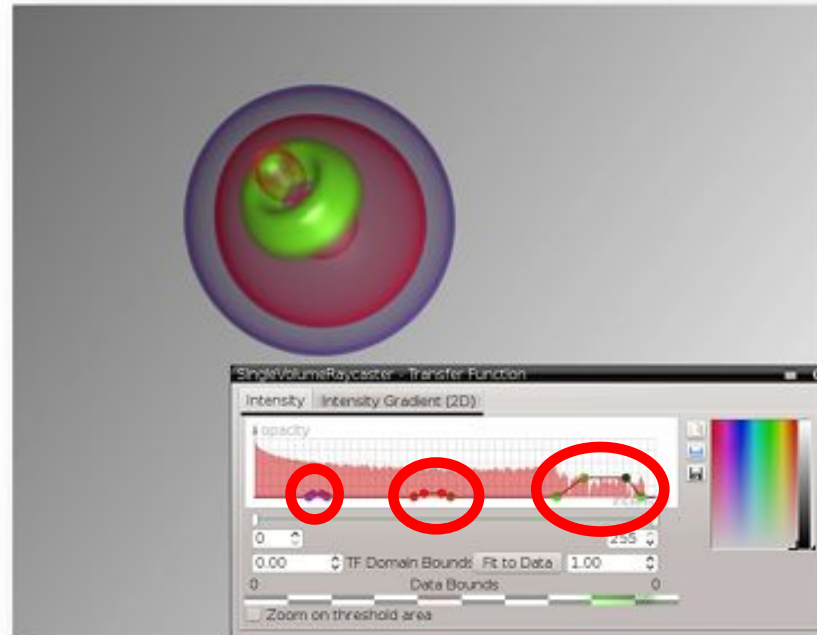 SingleVolumeRaycaster - Transfer Function
Intensity Intensity Gradient (2D)
opacity
0 255
0.00 TF Domain Bounds Fit to Data 1.00
0 Data Bounds 0
Zoom on threshold area